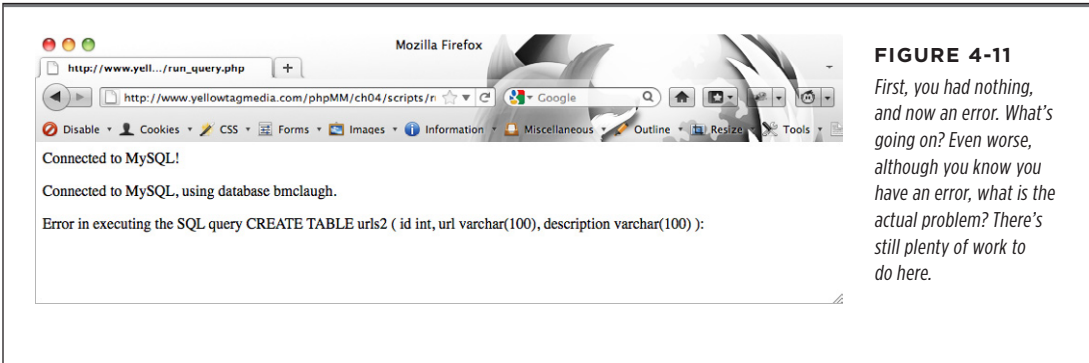 Mozilla Firefox
http://www.yell.../run_query.php
+
http://www.yellowtagmedia.com/phpMM/ch04/scripts/r
Google
Disable Cookies CSS Forms Images Information Miscellaneous Outline Resize Tools
Connected to MySQL!
Connected to MySQL, using database bmclaugh.
Error in executing the SQL query CREATE TABLE urls2 ( id int, url varchar(100), description varchar(100) ):
FIGURE 4-11
First, you had nothing,
and now an error. What's
going on? Even worse,
although you know you
have an error, what is the
actual problem? There's
still plenty of work to
do here.